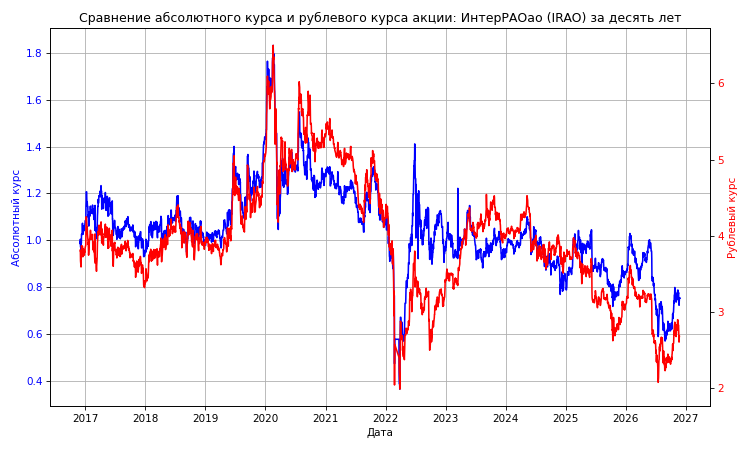 Сравнение абсолютного курса и рублевого курса акции: ИнтерРАОао (IRAO) за десять лет
1.8
1.6
1.4
1.2
1.0
0.8
0.6
0.4
Абсолютный курс
6
5
4
3
2
Рублевый курс
2017 2018 2019 2020 2021 2022 2023 2024 2025 2026 2027
Дата